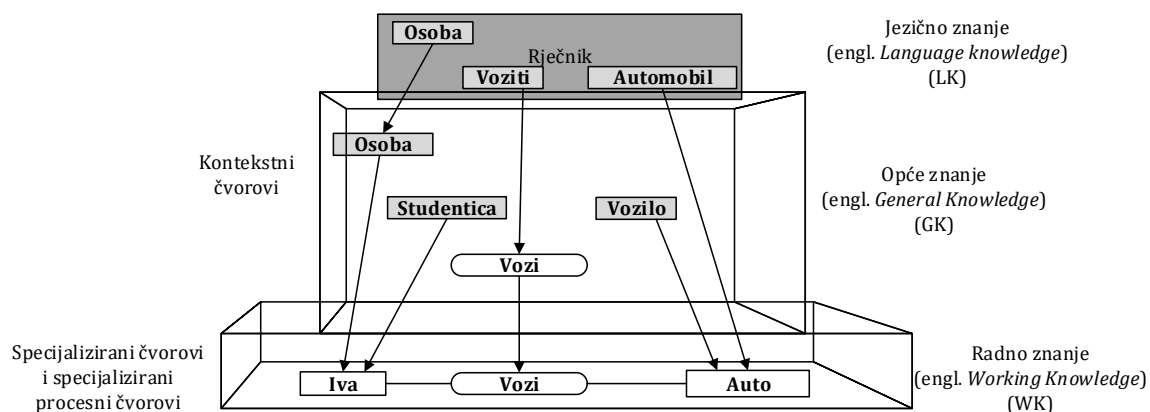 Osoba
Rječnik
Voziti
Automobil
Jezično znanje
(engl. Language knowledge)
(LK)
Osoba
Kontekstni
čvorovi
Studentica
Vozilo
Opće znanje
(engl. General Knowledge)
(GK)
Vozi
Specijalizirani čvorovi
i specijalizirani
procesni čvorovi
Iva
Vozi
Auto
Radno znanje
(engl. Working Knowledge)
(WK)